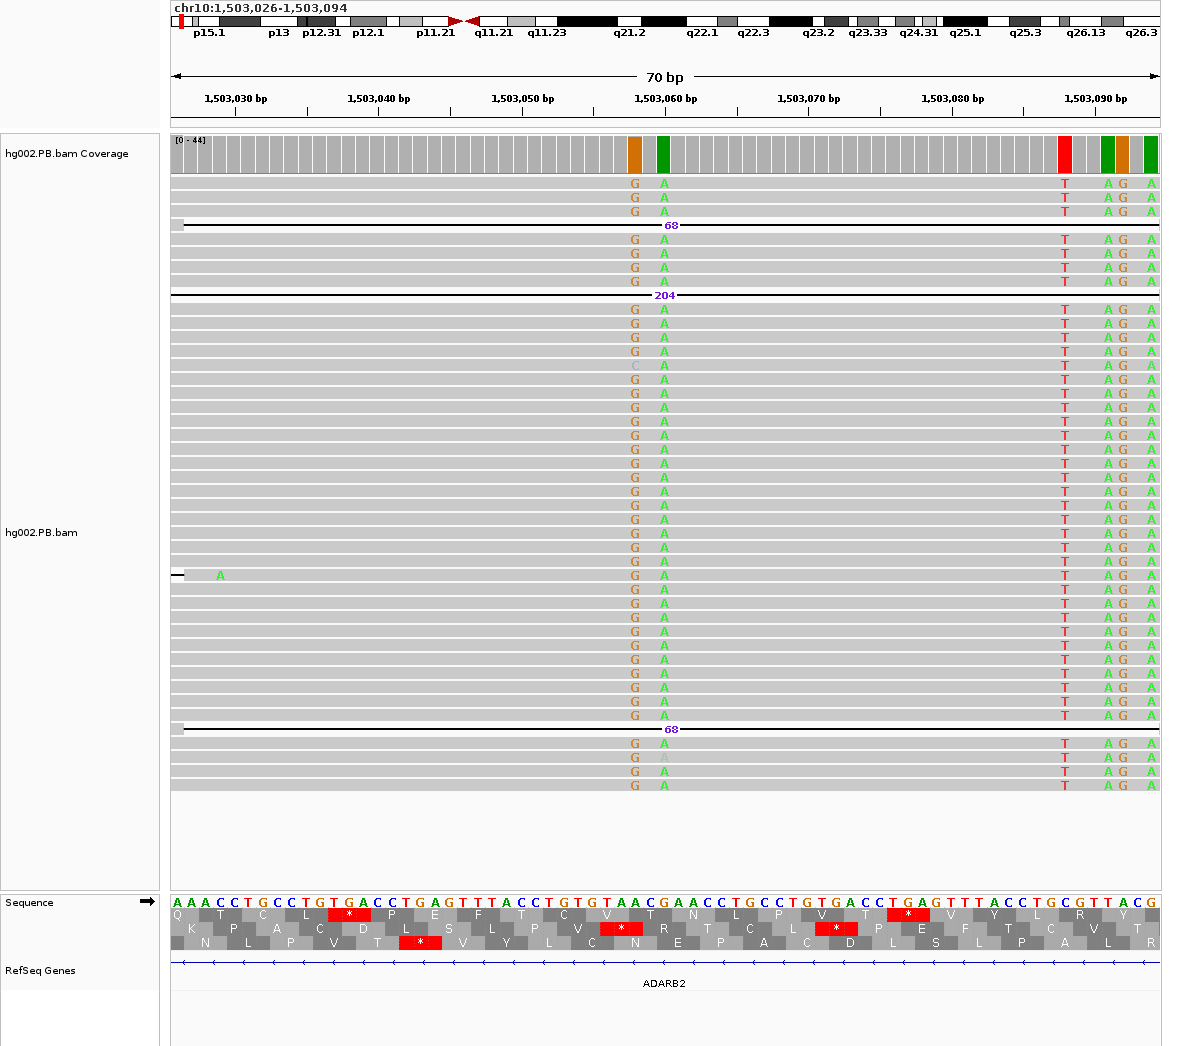 chr10:1,503,026-1,503,094
p15.1 p13 p12.31 p12.1 p11.21 q11.21 q11.23 q21.2 q22.1 q22.3 q23.2 q23.33 q24.31 q25.1 q25.3 q26.13 q26.3
70 bp
1,503,030 bp 1,503,040 bp 1,503,050 bp 1,503,060 bp 1,503,070 bp 1,503,080 bp 1,503,090 bp
hg002.PB.bam Coverage
[0 - 44]
G A T A G A
G A T A G A
G A T A G A
68
G A T A G A
G A T A G A
G A T A G A
G A T A G A
204
G A T A G A
G A T A G A
G A T A G A
G A T A G A
C A T A G A
G A T A G A
G A T A G A
G A T A G A
G A T A G A
G A T A G A
G A T A G A
G A T A G A
G A T A G A
G A T A G A
G A T A G A
G A T A G A
G A T A G A
hg002.PB.bam
G A T A G A
G A T A G A
A G A T A G A
G A T A G A
G A T A G A
G A T A G A
G A T A G A
G A T A G A
G A T A G A
G A T A G A
G A T A G A
G A T A G A
G A T A G A
68
G A T A G A
G A T A G A
G A T A G A
G A T A G A
Sequence
A A A C C T G C C T G T G A C C T G A G T T T A C C T G T G T A A C G A A C C T G C C T G T G A C C T G A G T T T A C C T G C G T T A C G
Q T C L * P E F T C V T N L P V T * V Y L R Y
K P A C D L S L P V * R T C L * P E F T C V T
N L P V T * V Y L C N E P A C D L S L P A L R
RefSeq Genes
ADARB2